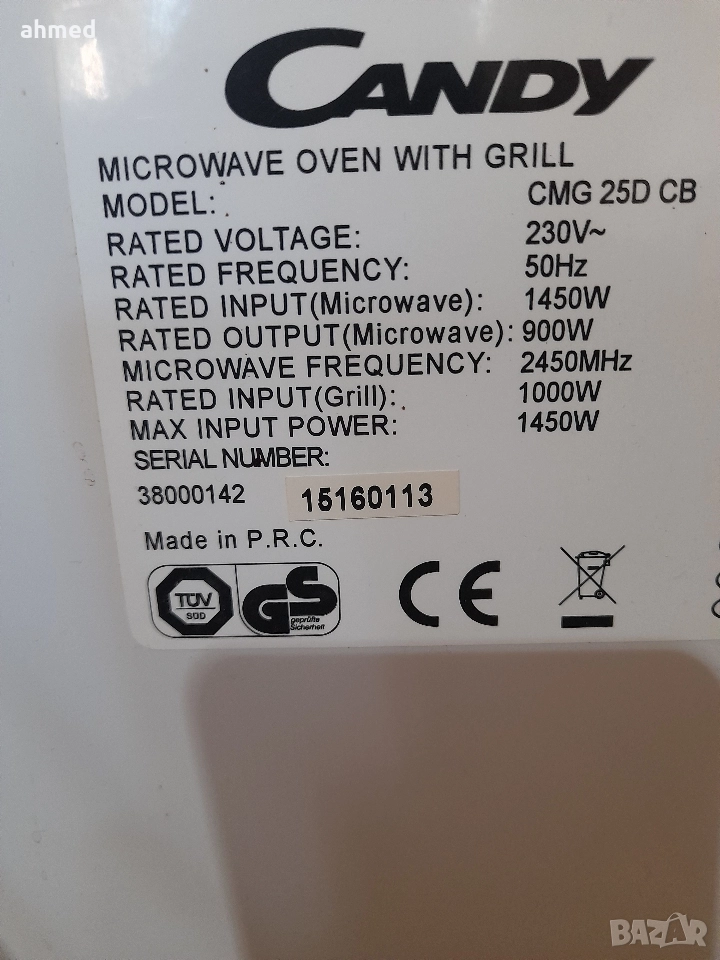 ahmed
CANDY
MICROWAVE OVEN WITH GRILL
MODEL: CMG 25D CB
RATED VOLTAGE: 230V~
RATED FREQUENCY: 50Hz
RATED INPUT(Microwave): 1450W
RATED OUTPUT(Microwave): 900W
MICROWAVE FREQUENCY: 2450MHz
RATED INPUT(Grill): 1000W
MAX INPUT POWER: 1450W
SERIAL NUMBER:
38000142 15160113
Made in P.R.C.
TÜV
SÜD
GS
geprüfte
Sicherheit
CE
BAZAR